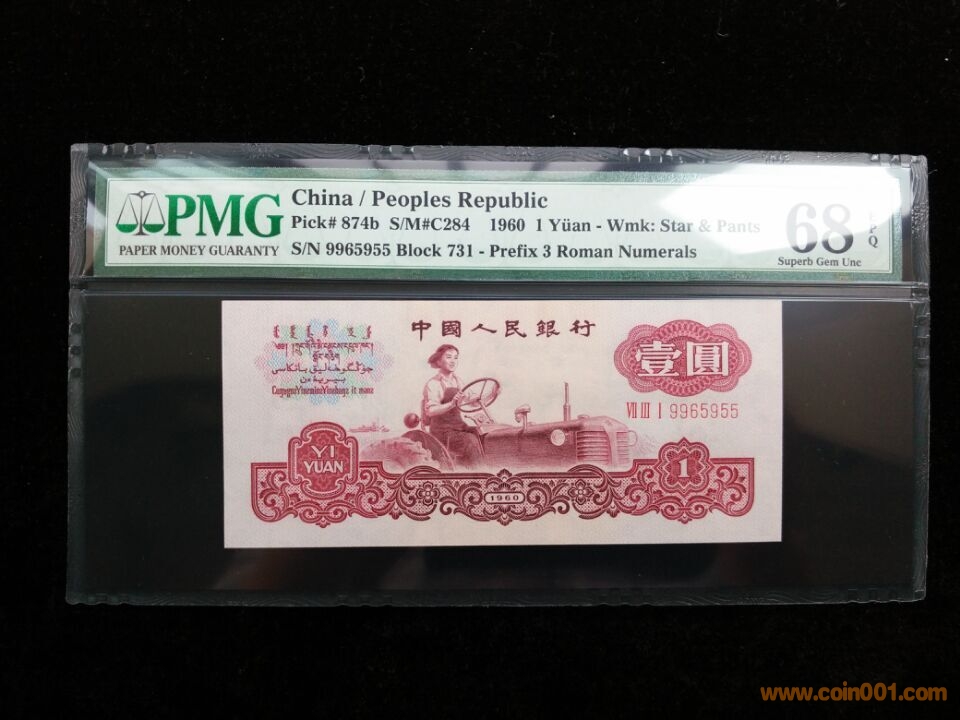 PMG
PAPER MONEY GUARANTY
China / Peoples Republic
Pick# 874b S/M#C284 1960 1 Yüan - Wmk: Star & Pants
S/N 9965955 Block 731 - Prefix 3 Roman Numerals
68 EPQ
Superb Gem Unc
中國人民銀行
壹圓
VII III I 9965955
YI
YUAN
1960
1
www.coin001.com